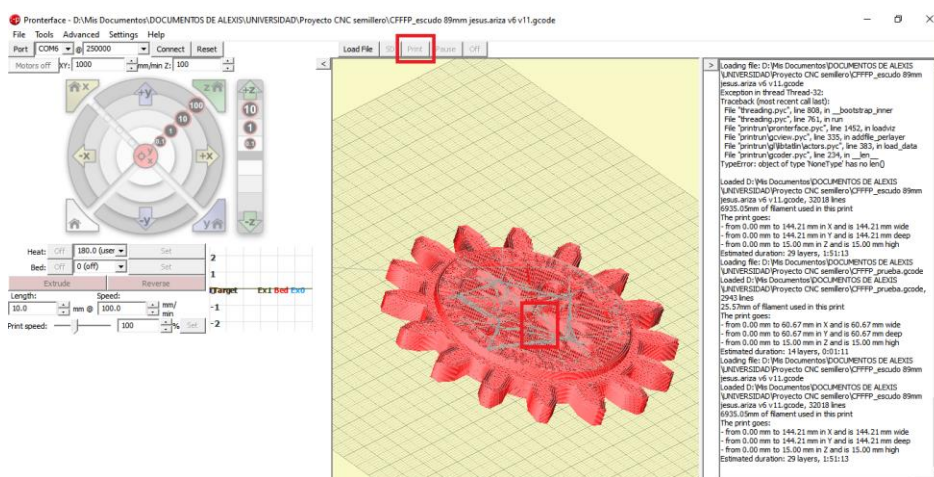 Pronterface - D:\Mis Documentos\DOCUMENTOS DE ALEXIS\UNIVERSIDAD\Proyecto CNC semillero\CFFFP_escudo 89mm jesus.ariza v6 v11.gcode
File Tools Advanced Settings Help
Port COM6 @ 250000 Connect Reset
Load File SD Print Pause Off
Motors off XY: 1000 mm/min Z: 100
< >
+y
z
+Z
100
10
1
0.1
10
1
0.1
-X
y
x
+X
-y
y
-Z
Heat: Off 180.0 (user Set
Bed: Off 0 (off) Set
Extrude Reverse
Length: Speed:
10.0 mm @ 100.0 mm/
min
Print speed: 100 % Set
2
1
Target Ex1 Bed Ex0
-1
-2
Loading file: D:\Mis Documentos\DOCUMENTOS DE ALEXIS
\UNIVERSIDAD\Proyecto CNC semillero\CFFFP_escudo 89mm
jesus.ariza v6 v11.gcode
Exception in thread Thread-32:
Traceback (most recent call last):
File "threading.pyc", line 808, in __bootstrap_inner
File "threading.pyc", line 761, in run
File "printrun\pronterface.pyc", line 1452, in loadviz
File "printrun\gcview.pyc", line 335, in addfile_perlayer
File "printrun\gl\libtatlin\actors.pyc", line 383, in load_data
File "printrun\gcoder.pyc", line 234, in __len__
TypeError: object of type 'NoneType' has no len()
Loaded D:\Mis Documentos\DOCUMENTOS DE ALEXIS
\UNIVERSIDAD\Proyecto CNC semillero\CFFFP_escudo 89mm
jesus.ariza v6 v11.gcode, 32018 lines
6935.05mm of filament used in this print
The print goes:
- from 0.00 mm to 144.21 mm in X and is 144.21 mm wide
- from 0.00 mm to 144.21 mm in Y and is 144.21 mm deep
- from 0.00 mm to 15.00 mm in Z and is 15.00 mm high
Estimated duration: 29 layers, 1:51:13
Loading file: D:\Mis Documentos\DOCUMENTOS DE ALEXIS
\UNIVERSIDAD\Proyecto CNC semillero\CFFFP_prueba.gcode
Loaded D:\Mis Documentos\DOCUMENTOS DE ALEXIS
\UNIVERSIDAD\Proyecto CNC semillero\CFFFP_prueba.gcode,
2943 lines
25.57mm of filament used in this print
The print goes:
- from 0.00 mm to 60.67 mm in X and is 60.67 mm wide
- from 0.00 mm to 60.67 mm in Y and is 60.67 mm deep
- from 0.00 mm to 15.00 mm in Z and is 15.00 mm high
Estimated duration: 14 layers, 0:01:11
Loading file: D:\Mis Documentos\DOCUMENTOS DE ALEXIS
\UNIVERSIDAD\Proyecto CNC semillero\CFFFP_escudo 89mm
jesus.ariza v6 v11.gcode
Loaded D:\Mis Documentos\DOCUMENTOS DE ALEXIS
\UNIVERSIDAD\Proyecto CNC semillero\CFFFP_escudo 89mm
jesus.ariza v6 v11.gcode, 32018 lines
6935.05mm of filament used in this print
The print goes:
- from 0.00 mm to 144.21 mm in X and is 144.21 mm wide
- from 0.00 mm to 144.21 mm in Y and is 144.21 mm deep
- from 0.00 mm to 15.00 mm in Z and is 15.00 mm high
Estimated duration: 29 layers, 1:51:13